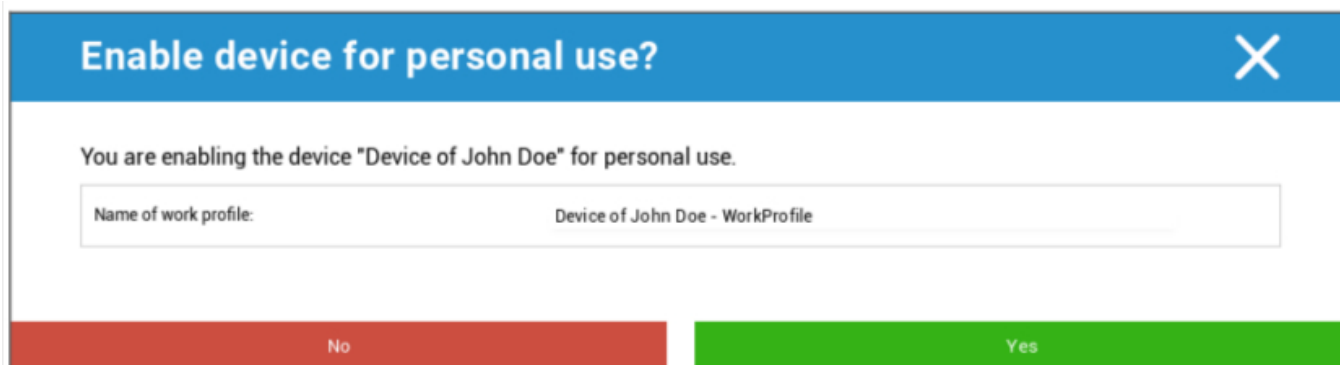 Enable device for personal use?
You are enabling the device "Device of John Doe" for personal use.
Name of work profile: Device of John Doe - WorkProfile
No Yes